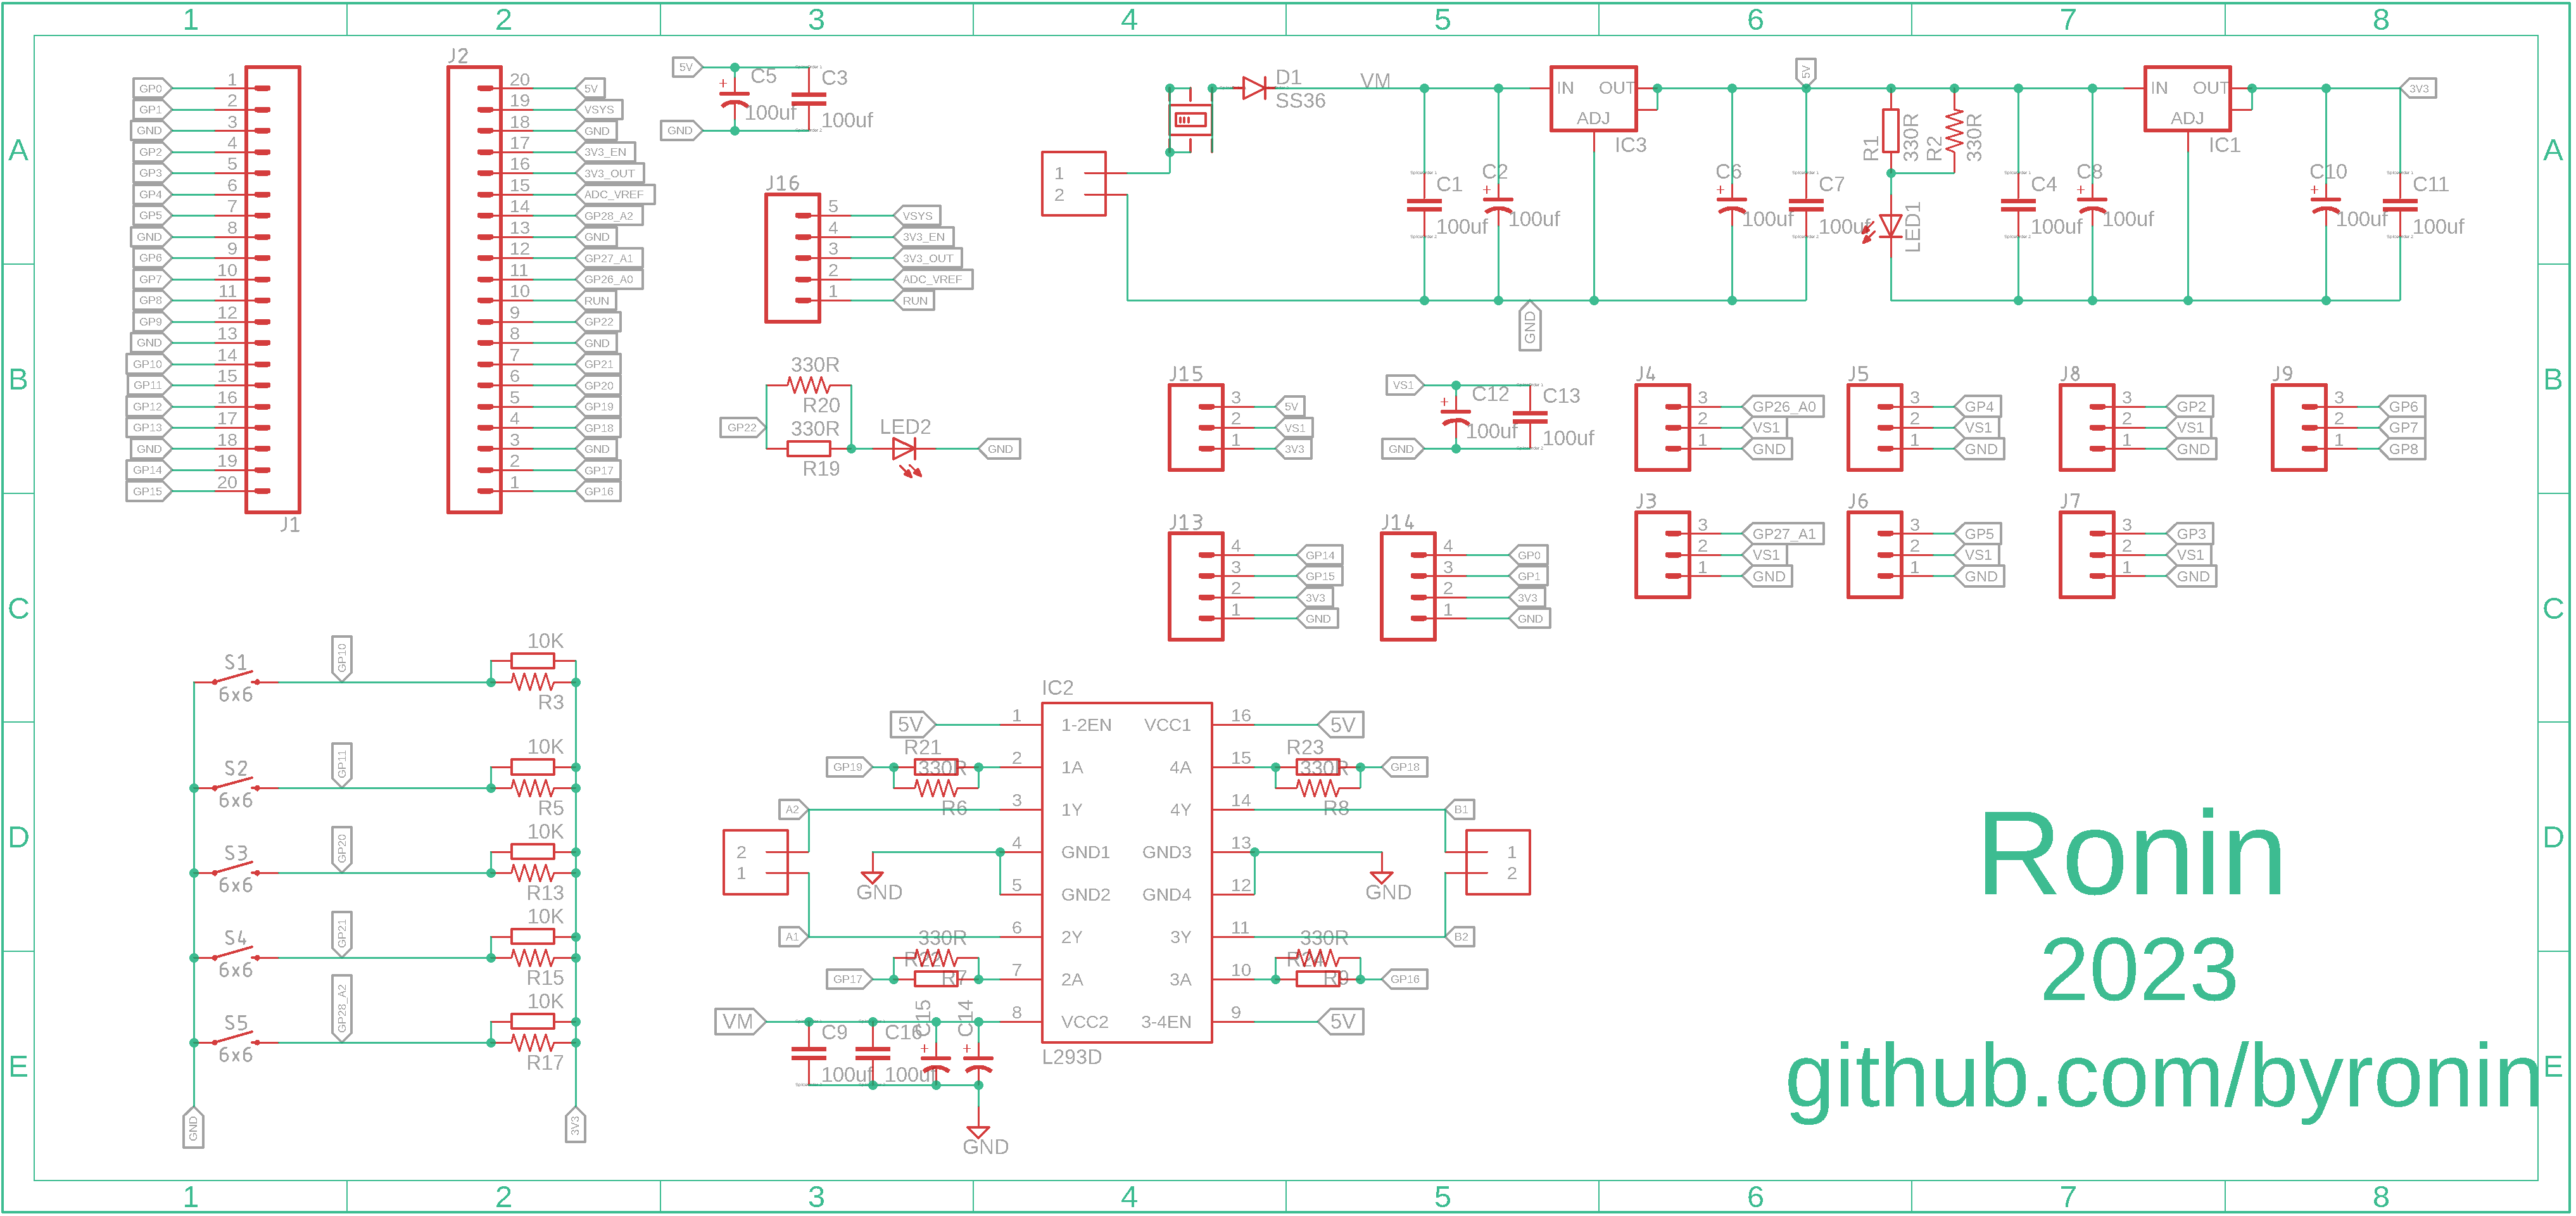 1 2 3 4 5 6 7 8
A A
B B
C C
D D
E E
J1
GP0 1
GP1 2
GND 3
GP2 4
GP3 5
GP4 6
GP5 7
GND 8
GP6 9
GP7 10
GP8 11
GP9 12
GND 13
GP10 14
GP11 15
GP12 16
GP13 17
GND 18
GP14 19
GP15 20
J2
20 5V
19 VSYS
18 GND
17 3V3_EN
16 3V3_OUT
15 ADC_VREF
14 GP28_A2
13 GND
12 GP27_A1
11 GP26_A0
10 RUN
9 GP22
8 GND
7 GP21
6 GP20
5 GP19
4 GP18
3 GND
2 GP17
1 GP16
5V C5 C3
+ 100uf 100uf
GND
J16
5 VSYS
4 3V3_EN
3 3V3_OUT
2 ADC_VREF
1 RUN
330R
R20
GP22 330R LED2 GND
R19
1
2
D1 VM
SS36
IN OUT
ADJ
IC3
5V
R1 330R R2 330R
LED1
IN OUT
ADJ
IC1
3V3
C1 + C2 + C6 C7 C4 + C8 + C10 C11
100uf 100uf 100uf 100uf 100uf 100uf 100uf 100uf
GND
J15
3 5V
2 VS1
1 3V3
VS1 C12 C13
+ 100uf 100uf
GND
J4
3 GP26_A0
2 VS1
1 GND
J5
3 GP4
2 VS1
1 GND
J8
3 GP2
2 VS1
1 GND
J9
3 GP6
2 GP7
1 GP8
J13
4 GP14
3 GP15
2 3V3
1 GND
J14
4 GP0
3 GP1
2 3V3
1 GND
J3
3 GP27_A1
2 VS1
1 GND
J6
3 GP5
2 VS1
1 GND
J7
3 GP3
2 VS1
1 GND
S1 6x6 GP10 10K R3
S2 6x6 GP11 10K R5
S3 6x6 GP20 10K R13
S4 6x6 GP21 10K R15
S5 6x6 GP28_A2 10K R17
GND 3V3
IC2
5V 1 1-2EN VCC1 16 5V
R21 R23
GP19 330R 2 1A 4A 15 330R GP18
R6 R8
A2 3 1Y 4Y 14 B1
2 4 GND1 GND3 13 1
1 GND GND 2
5 GND2 GND4 12
A1 6 2Y 3Y 11 B2
330R 330R
R22 R24
GP17 R7 7 2A 3A 10 R9 GP16
VM 8 VCC2 3-4EN 9 5V
C9 C16 C15 C14
100uf 100uf + +
L293D
GND
Ronin
2023
github.com/byronin
1 2 3 4 5 6 7 8